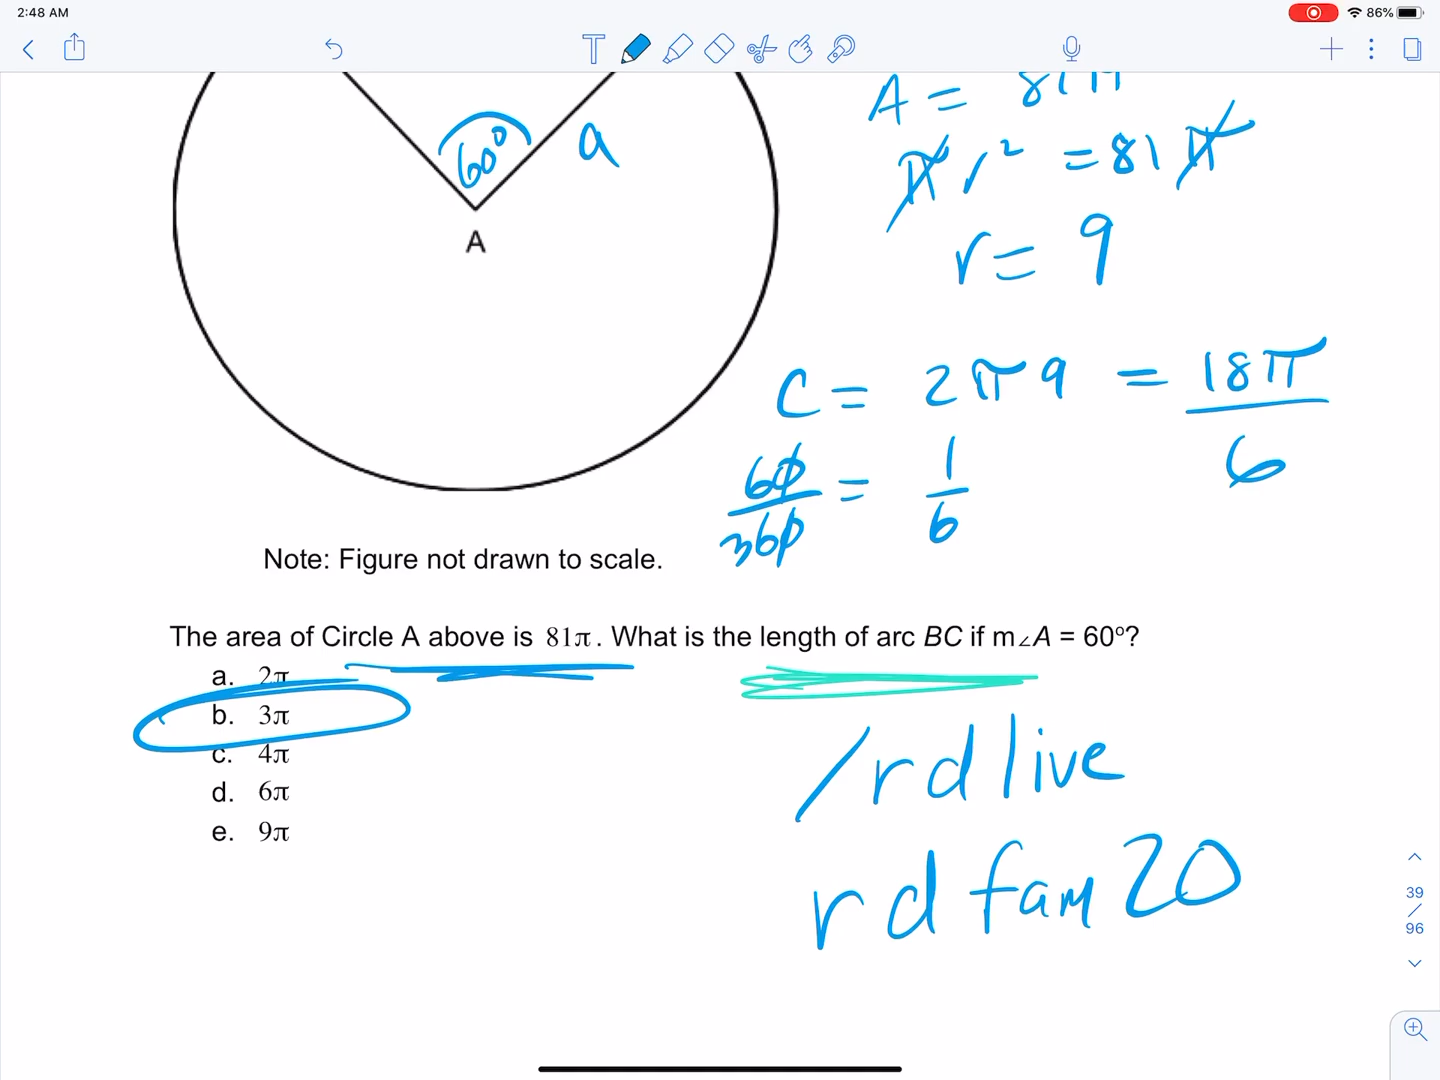 2:48 AM
86%
T
A = 81π
60°
a
π r² = 81 π
A
r = 9
C = 2π9 = 18π
6
60
360
= 1
6
Note: Figure not drawn to scale.
The area of Circle A above is 81π. What is the length of arc BC if m∠A = 60°?
a. 2π
b. 3π
c. 4π
d. 6π
e. 9π
/rdlive
rdfam20
39
/
96